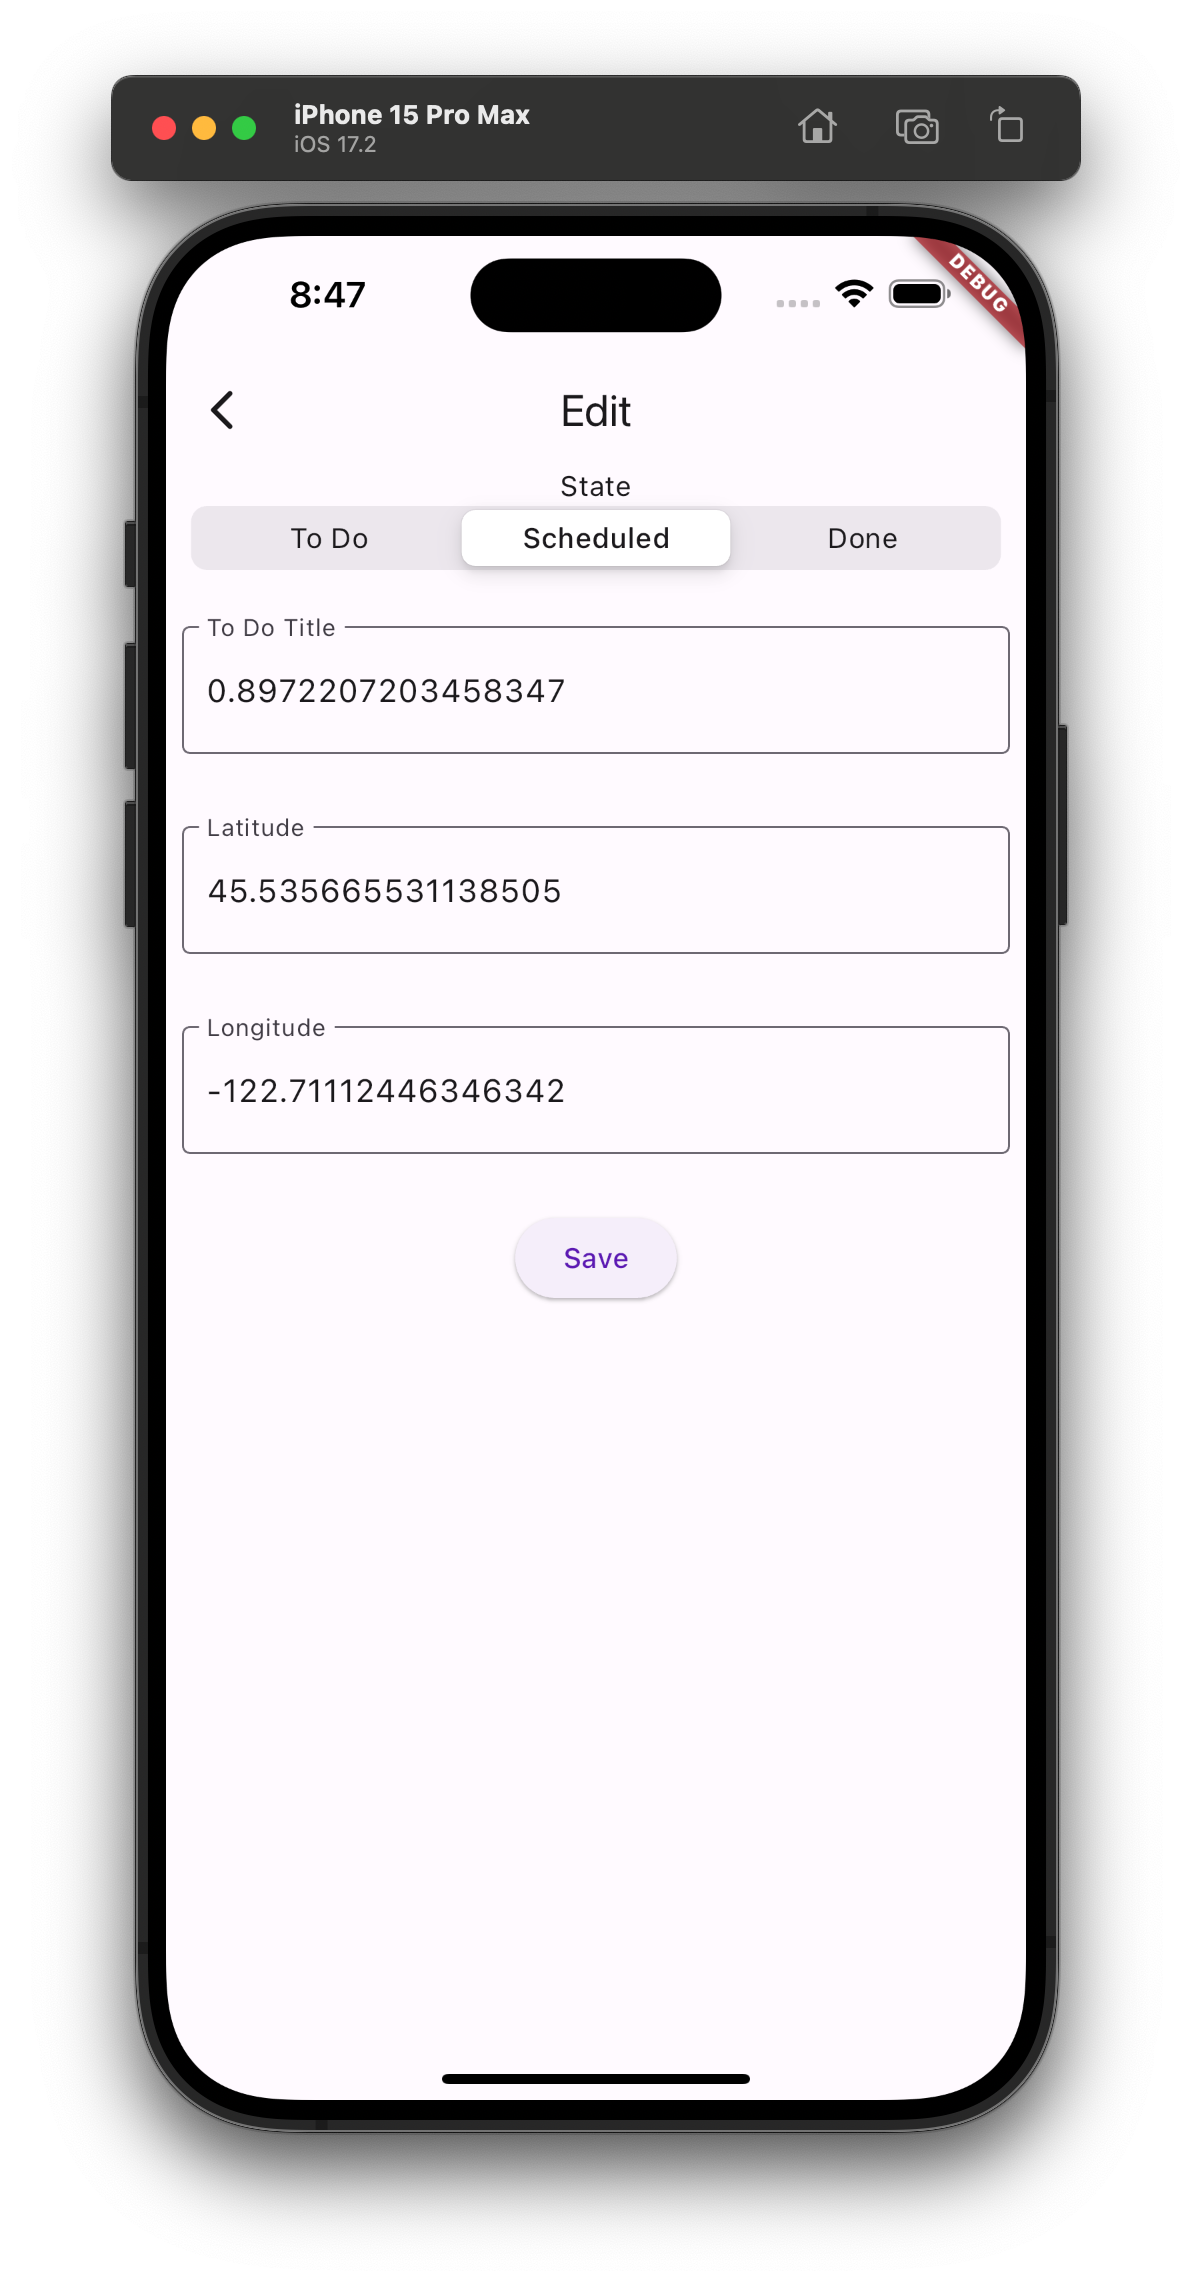 iPhone 15 Pro Max
iOS 17.2
8:47
DEBUG
Edit
State
To Do Scheduled Done
To Do Title
0.8972207203458347
Latitude
45.535665531138505
Longitude
-122.71112446346342
Save